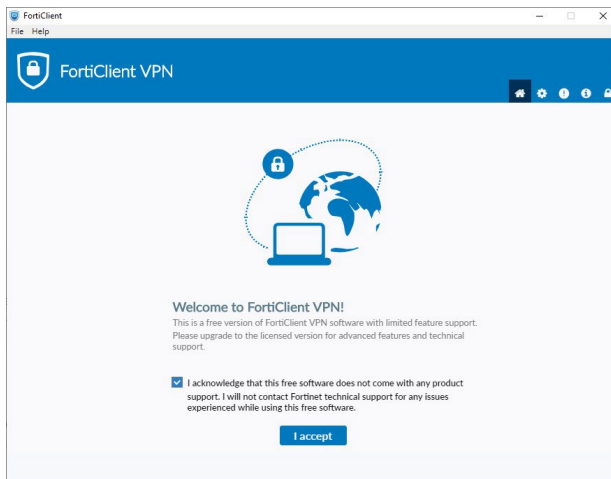 FortiClient
File Help
FortiClient VPN
Welcome to FortiClient VPN!
This is a free version of FortiClient VPN software with limited feature support.
Please upgrade to the licensed version for advanced features and technical
support.
I acknowledge that this free software does not come with any product
support. I will not contact Fortinet technical support for any issues
experienced while using this free software.
I accept